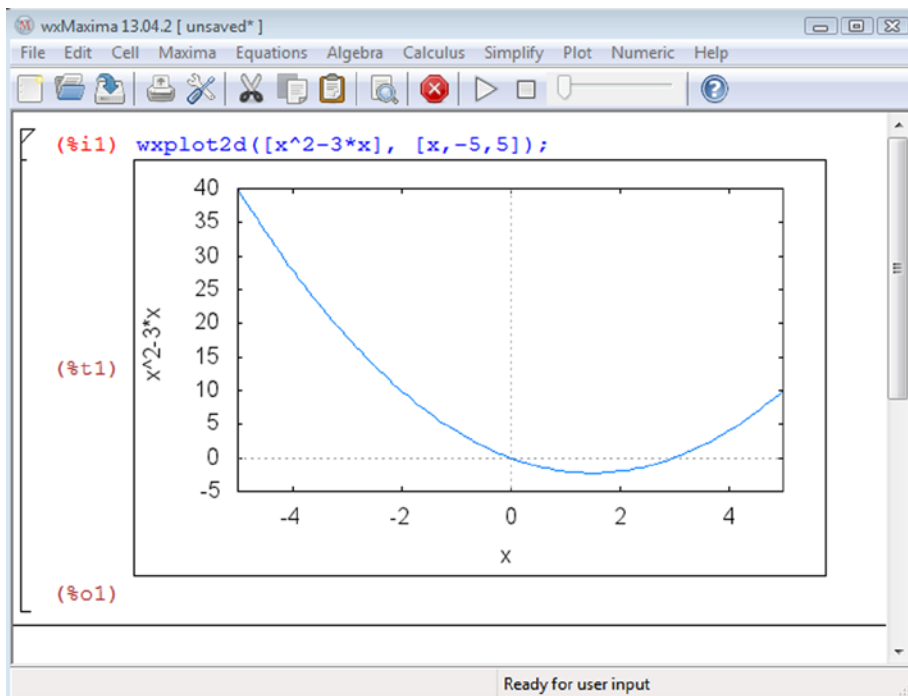 wxMaxima 13.04.2 [ unsaved* ]
File Edit Cell Maxima Equations Algebra Calculus Simplify Plot Numeric Help
(%i1) wxplot2d([x^2-3*x], [x,-5,5]);
40
35
30
25
20
15
10
5
0
-5
x^2-3*x
(%t1)
-4 -2 0 2 4
x
(%o1)
Ready for user input